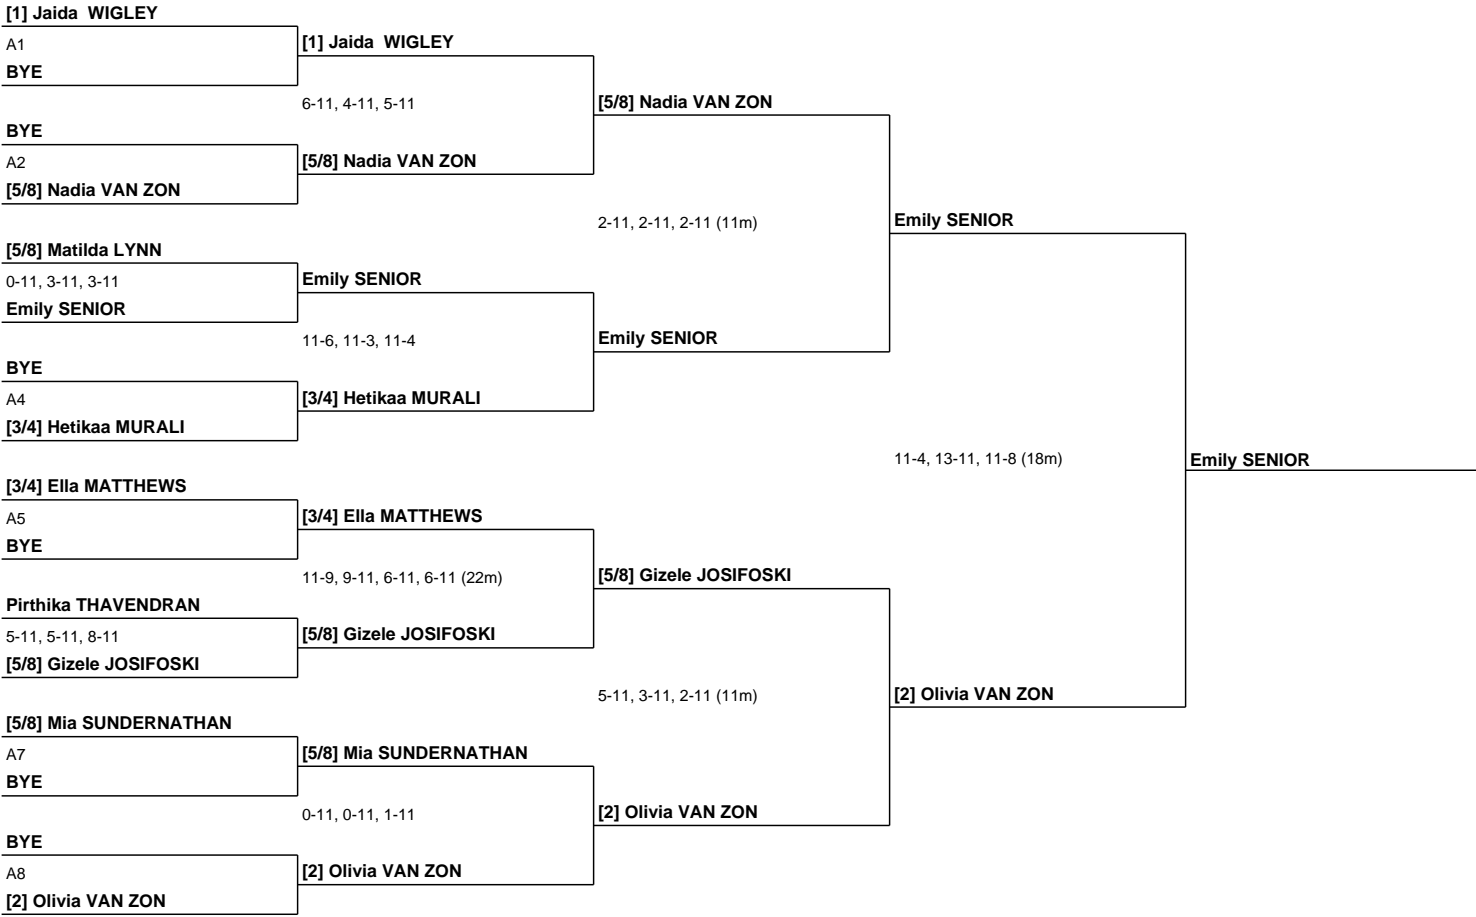 [1] Jaida  WIGLEY
A1
BYE
BYE
A2
[5/8] Nadia VAN ZON
[5/8] Matilda LYNN
0-11, 3-11, 3-11
Emily SENIOR
BYE
A4
[3/4] Hetikaa MURALI
[3/4] Ella MATTHEWS
A5
BYE
Pirthika THAVENDRAN
5-11, 5-11, 8-11
[5/8] Gizele JOSIFOSKI
[5/8] Mia SUNDERNATHAN
A7
BYE
BYE
A8
[2] Olivia VAN ZON
[1] Jaida  WIGLEY
6-11, 4-11, 5-11
[5/8] Nadia VAN ZON
Emily SENIOR
11-6, 11-3, 11-4
[3/4] Hetikaa MURALI
[3/4] Ella MATTHEWS
11-9, 9-11, 6-11, 6-11 (22m)
[5/8] Gizele JOSIFOSKI
[5/8] Mia SUNDERNATHAN
0-11, 0-11, 1-11
[2] Olivia VAN ZON
[5/8] Nadia VAN ZON
2-11, 2-11, 2-11 (11m)
Emily SENIOR
[5/8] Gizele JOSIFOSKI
5-11, 3-11, 2-11 (11m)
[2] Olivia VAN ZON
Emily SENIOR
11-4, 13-11, 11-8 (18m)
[2] Olivia VAN ZON
Emily SENIOR